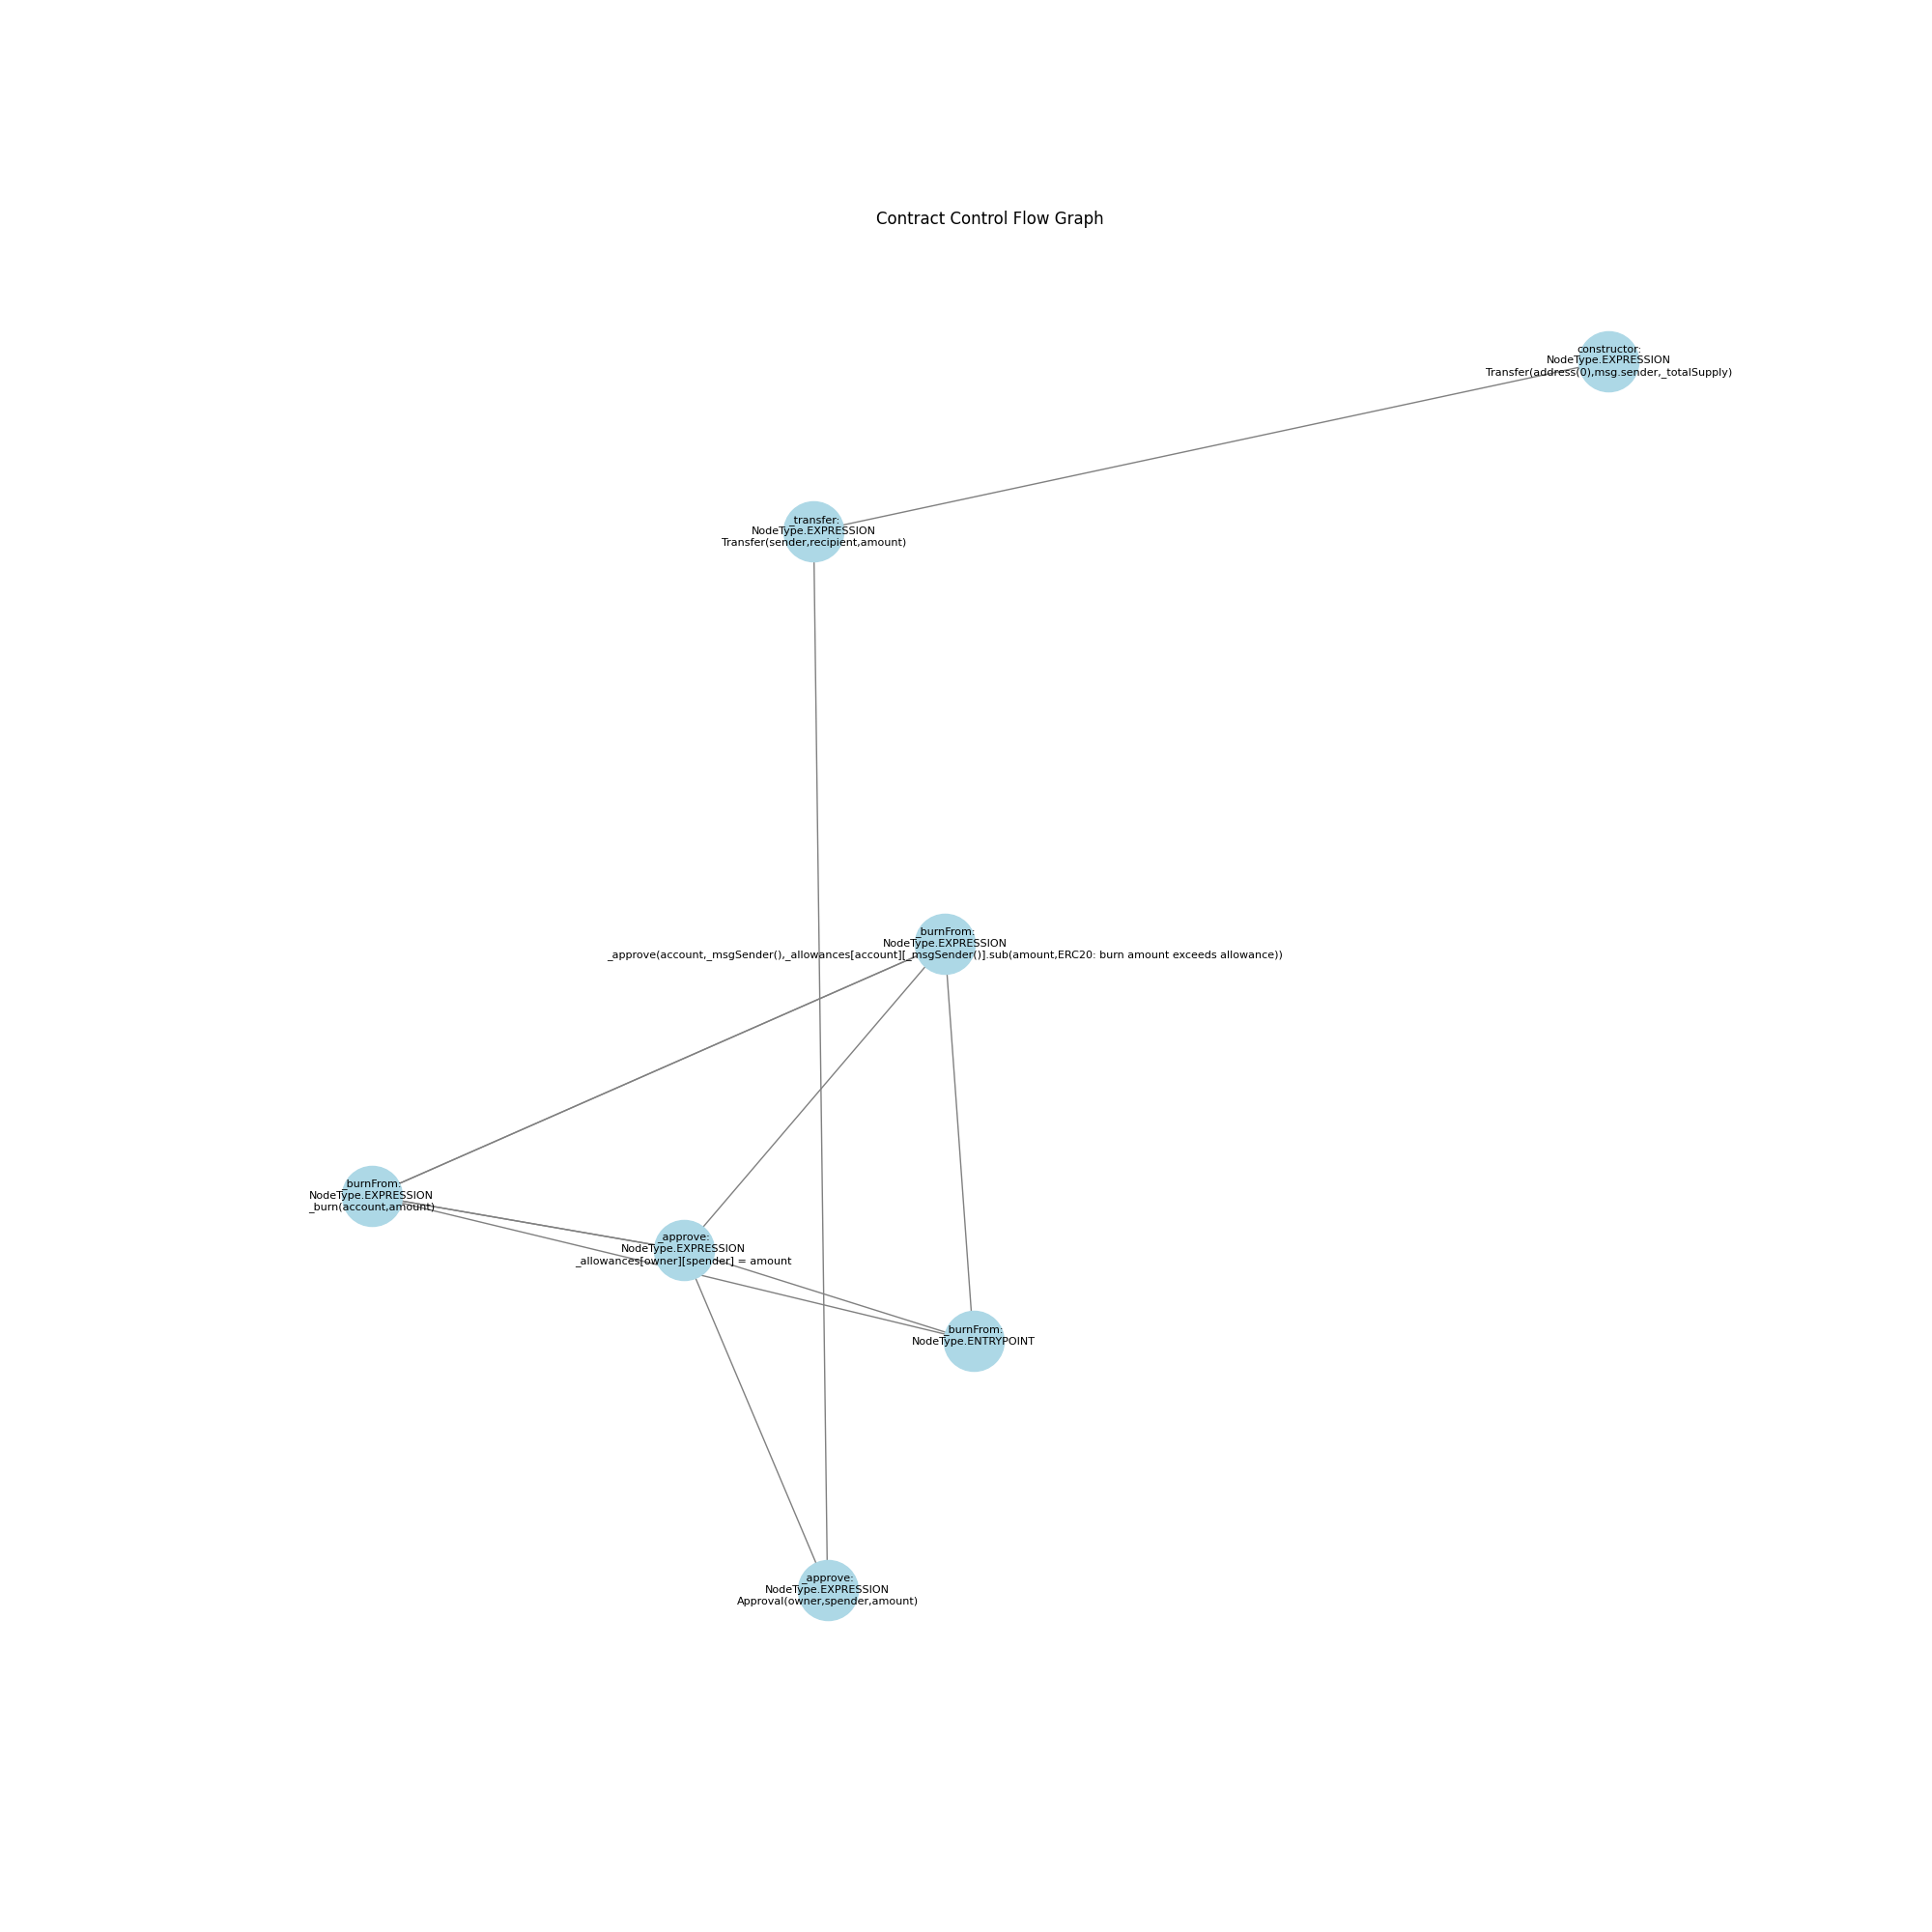 Contract Control Flow Graph
constructor:
NodeType.EXPRESSION
Transfer(address(0),msg.sender,_totalSupply)
_transfer:
NodeType.EXPRESSION
Transfer(sender,recipient,amount)
_burnFrom:
NodeType.EXPRESSION
_approve(account,_msgSender(),_allowances[account][_msgSender()].sub(amount,ERC20: burn amount exceeds allowance))
_burnFrom:
NodeType.EXPRESSION
_burn(account,amount)
_approve:
NodeType.EXPRESSION
_allowances[owner][spender] = amount
_burnFrom:
NodeType.ENTRYPOINT
_approve:
NodeType.EXPRESSION
Approval(owner,spender,amount)